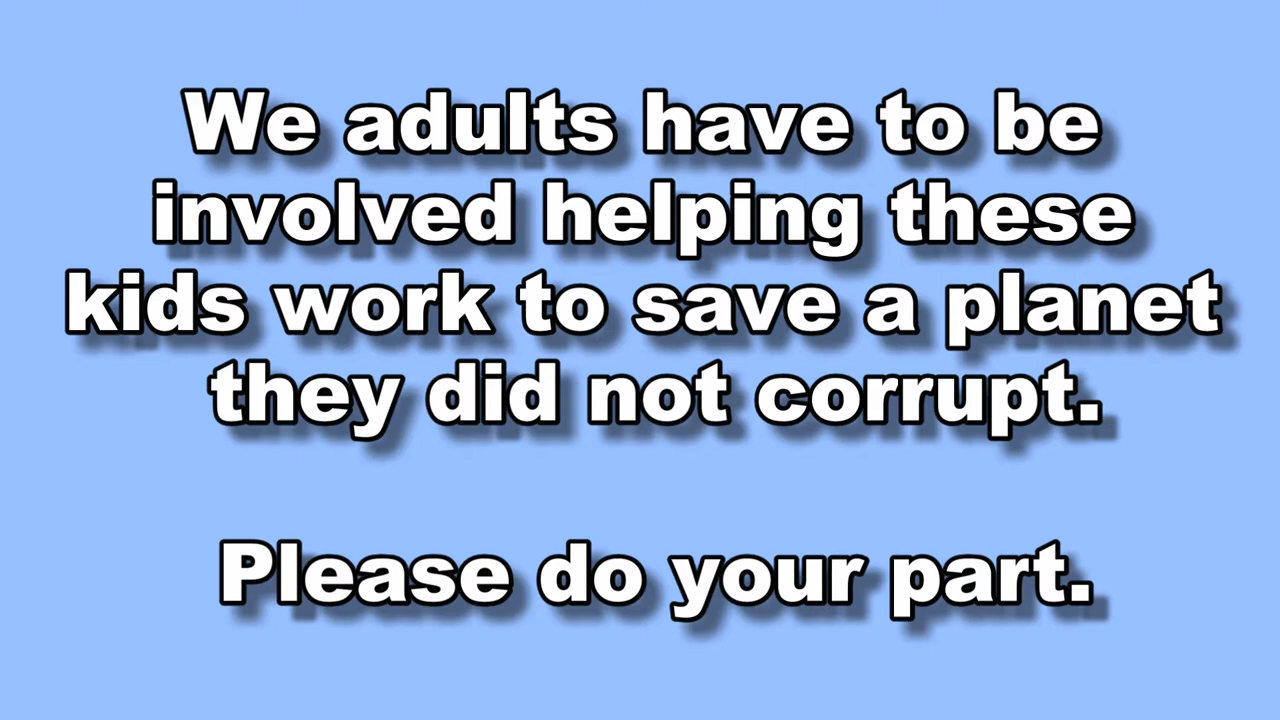 We adults have to be
involved helping these
kids work to save a planet
they did not corrupt.
Please do your part.